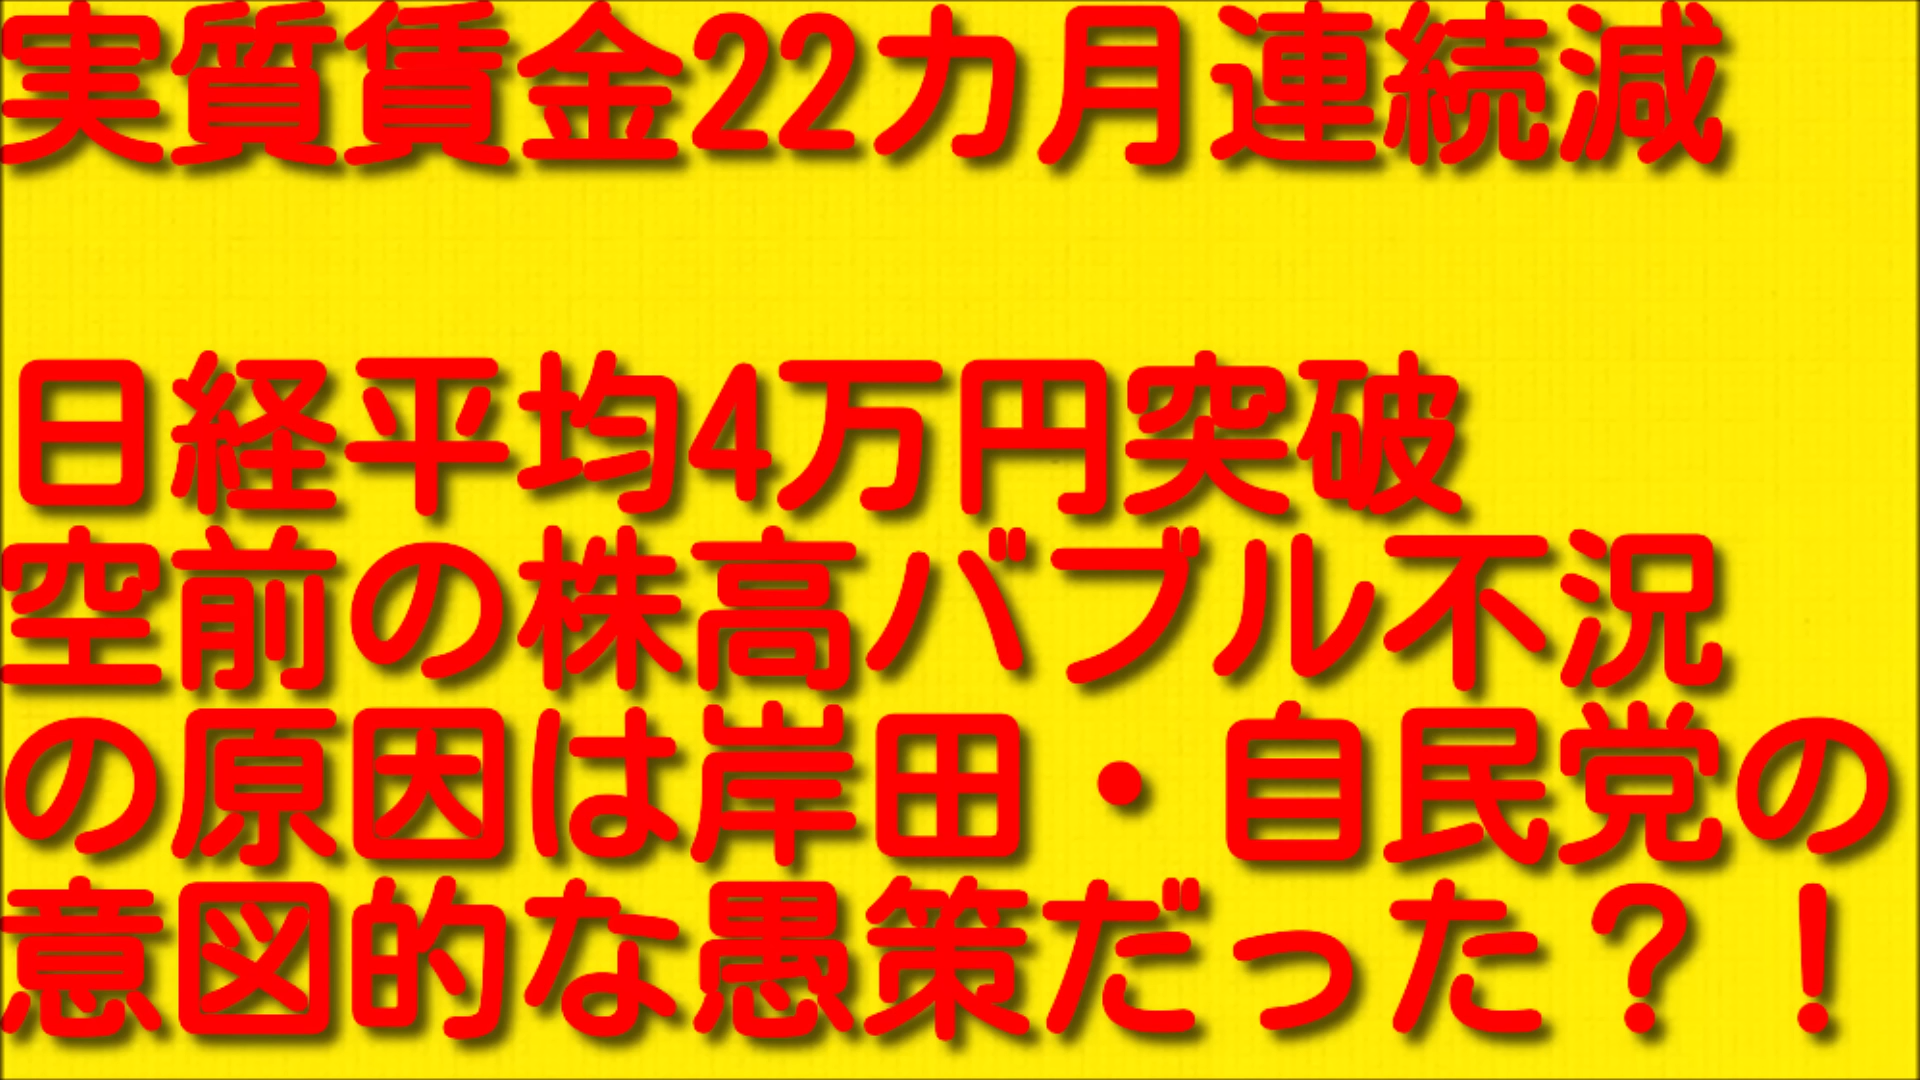 実質賃金22カ月連続減
日経平均4万円突破
空前の株高バブル不況
の原因は岸田・自民党の
意図的な愚策だった？！